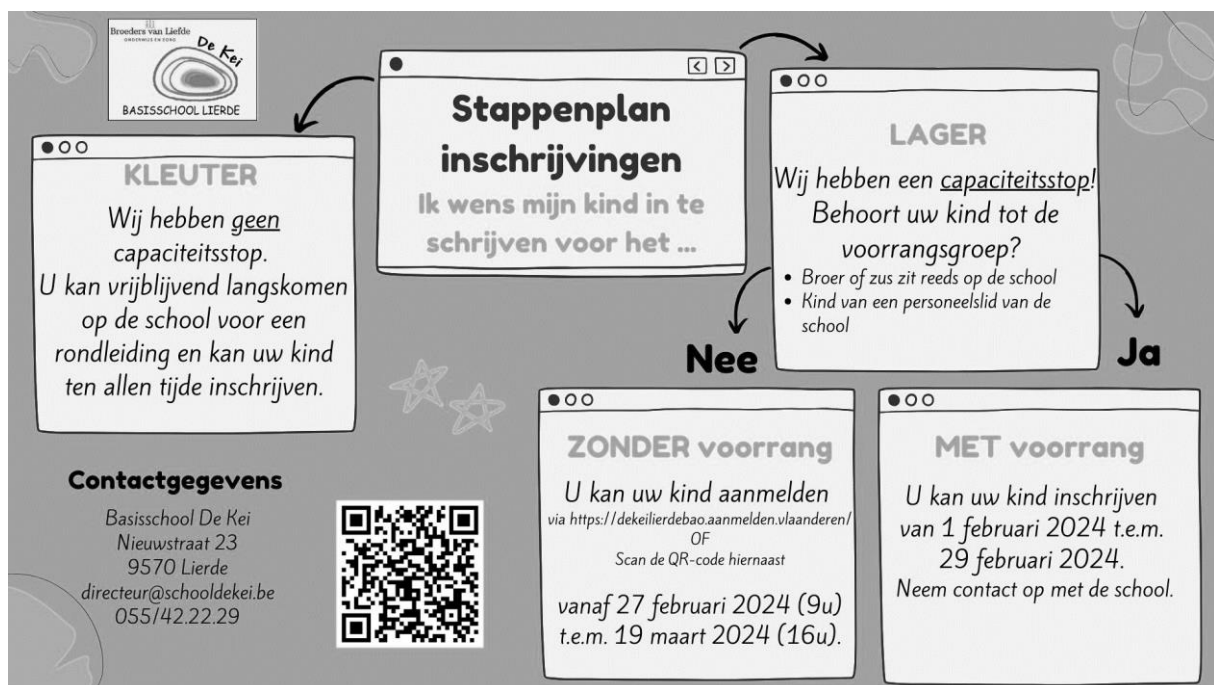 Broeders van Liefde
ONDERWIJS EN ZORG
De Kei
BASISSCHOOL LIERDE
Stappenplan
inschrijvingen
Ik wens mijn kind in te
schrijven voor het ...
KLEUTER
Wij hebben geen
capaciteitsstop.
U kan vrijblijvend langskomen
op de school voor een
rondleiding en kan uw kind
ten allen tijde inschrijven.
LAGER
Wij hebben een capaciteitsstop!
Behoort uw kind tot de
voorrangsgroep?
• Broer of zus zit reeds op de school
• Kind van een personeelslid van de
school
Nee
Ja
ZONDER voorrang
U kan uw kind aanmelden
via https://dekeilierdebao.aanmelden.vlaanderen/
OF
Scan de QR-code hiernaast
vanaf 27 februari 2024 (9u)
t.e.m. 19 maart 2024 (16u).
MET voorrang
U kan uw kind inschrijven
van 1 februari 2024 t.e.m.
29 februari 2024.
Neem contact op met de school.
Contactgegevens
Basisschool De Kei
Nieuwstraat 23
9570 Lierde
directeur@schooldekei.be
055/42.22.29